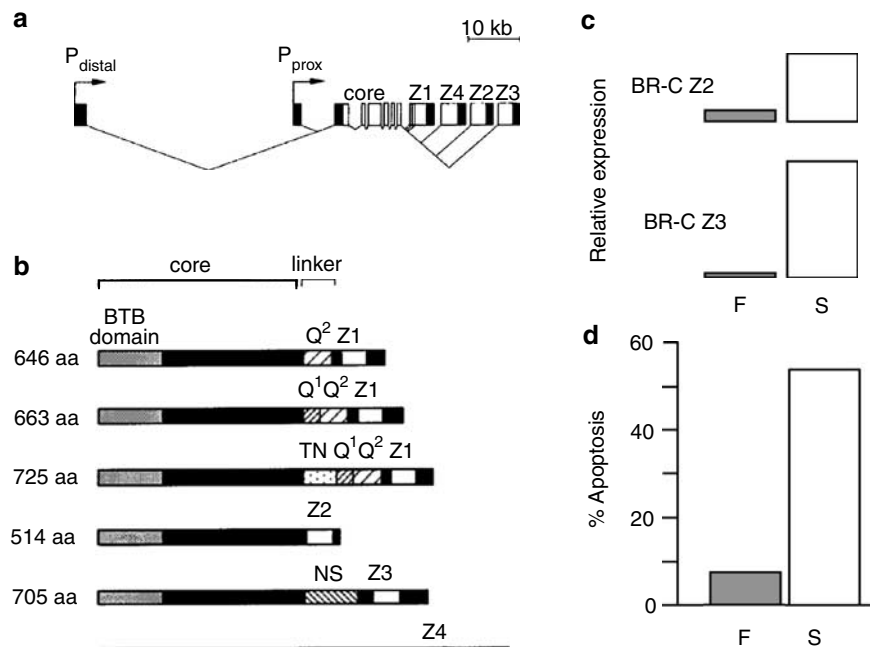 a
10 kb
P distal
P prox
core
Z1 Z4 Z2 Z3
b
core
linker
BTB
domain
646 aa
Q² Z1
663 aa
Q¹Q² Z1
725 aa
TN Q¹Q² Z1
514 aa
Z2
705 aa
NS Z3
Z4
c
Relative expression
BR-C Z2
BR-C Z3
F S
d
% Apoptosis
60
40
20
0
F S